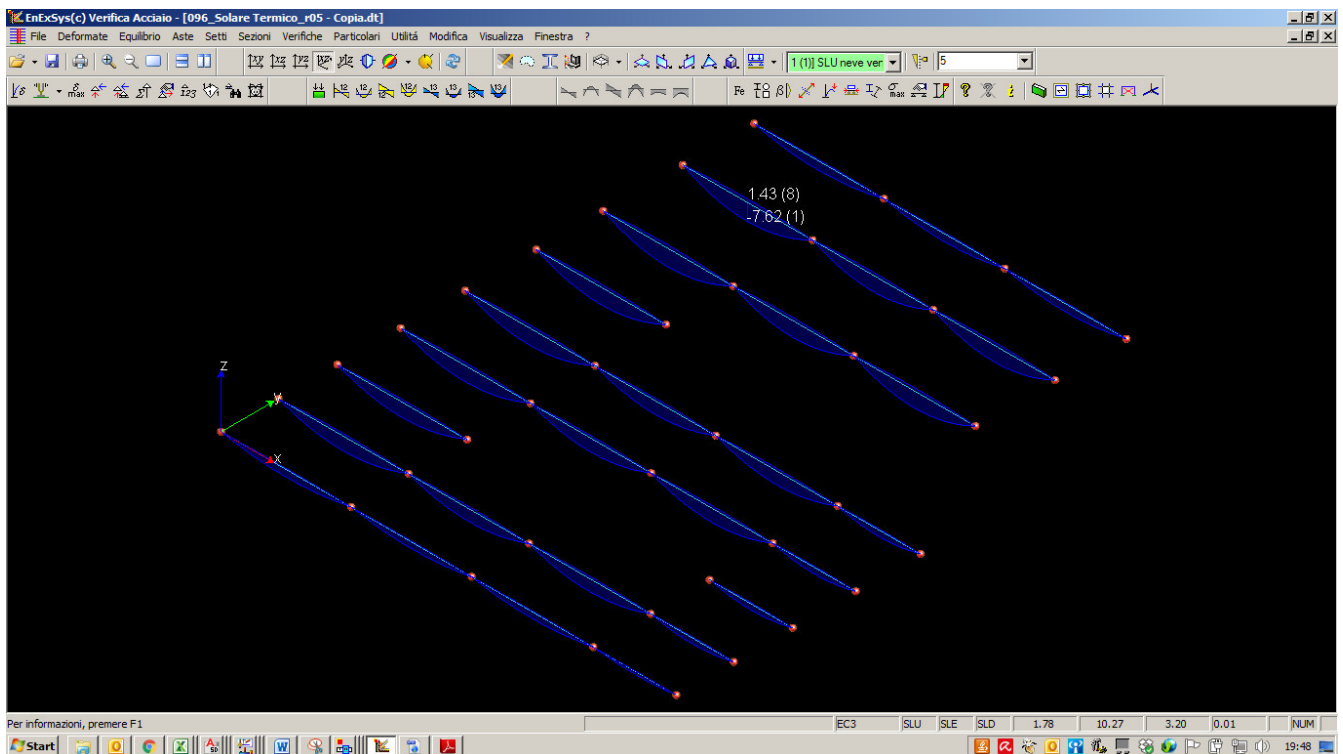 EnExSys(c) Verifica Acciaio - [096_Solare Termico_r05 - Copia.dt]
File Deformate Equilibrio Aste Setti Sezioni Verifiche Particolari Utilitá Modifica Visualizza Finestra ?
1 (1)] SLU neve ver
5
1.43 (8)
-7.62 (1)
Z
y
x
Per informazioni, premere F1
EC3 SLU SLE SLD 1.78 10.27 3.20 0.01 NUM
Start
19:48